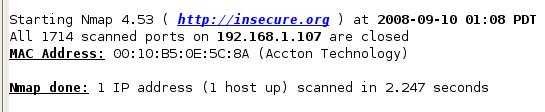 Starting Nmap 4.53 ( http://insecure.org ) at 2008-09-10 01:08 PDT
All 1714 scanned ports on 192.168.1.107 are closed
MAC Address: 00:10:B5:0E:5C:8A (Accton Technology)
Nmap done: 1 IP address (1 host up) scanned in 2.247 seconds